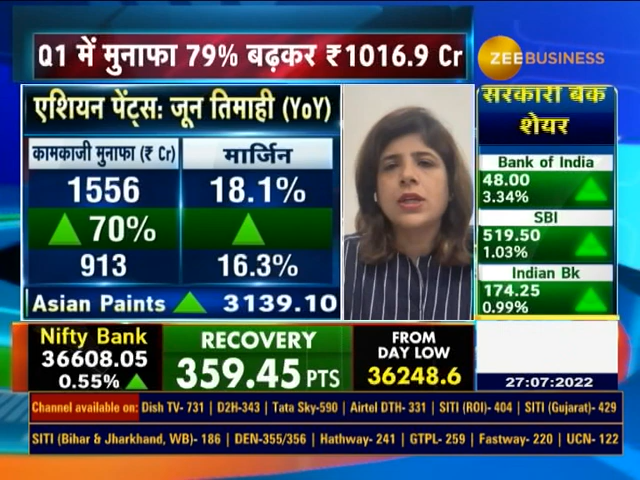 Q1 में मुनाफा 79% बढ़कर ₹1016.9 Cr
ZEE BUSINESS
एशियन पेंट्स: जून तिमाही (YoY)
कामकाजी मुनाफा (₹ Cr) मार्जिन
1556 18.1%
70%
913 16.3%
Asian Paints 3139.10
सरकारी बैंक
शेयर
Bank of India
48.00
3.34%
SBI
519.50
1.03%
Indian Bk
174.25
0.99%
Nifty Bank
36608.05
0.55%
RECOVERY
359.45 PTS
FROM
DAY LOW
36248.6
27:07:2022
Channel available on: Dish TV- 731 | D2H-343 | Tata Sky-590 | Airtel DTH- 331 | SITI (ROI)- 404 | SITI (Gujarat)- 429
SITI (Bihar & Jharkhand, WB)- 186 | DEN-355/356 | Hathway- 241 | GTPL- 259 | Fastway- 220 | UCN- 122